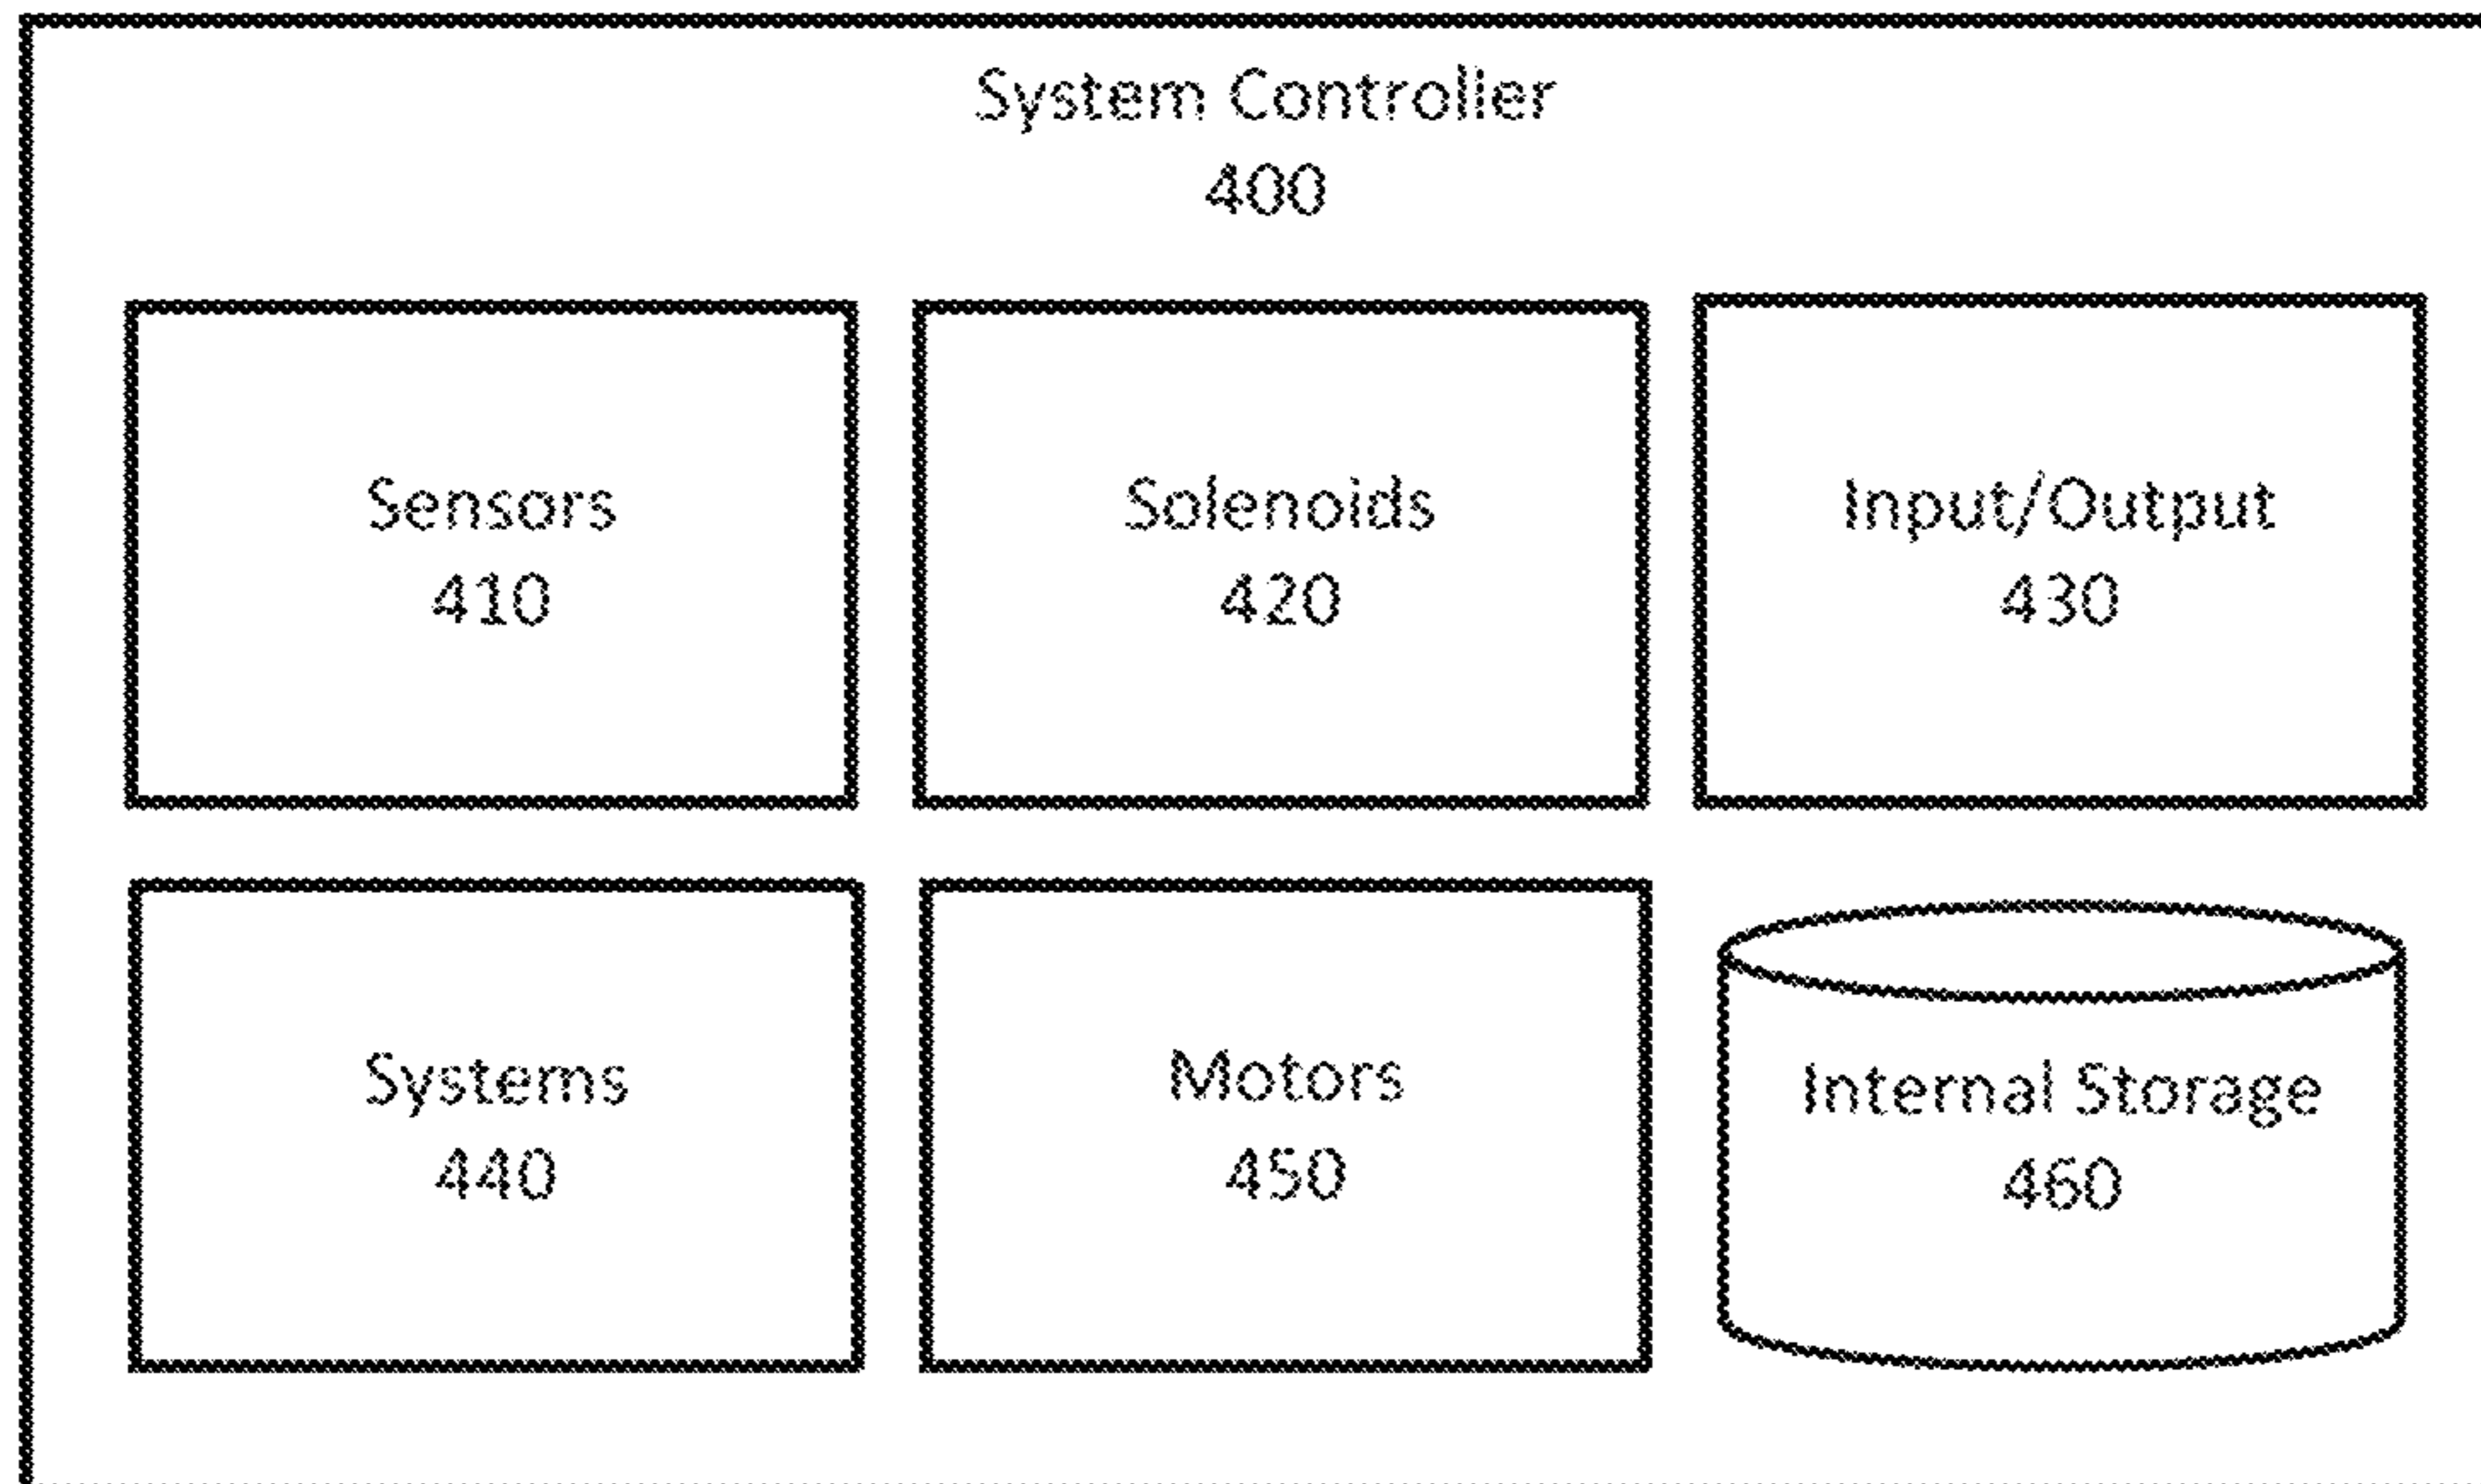 System Controller
400
Sensors
410
Solenoids
420
Input/Output
430
Systems
440
Motors
450
Internal Storage
460